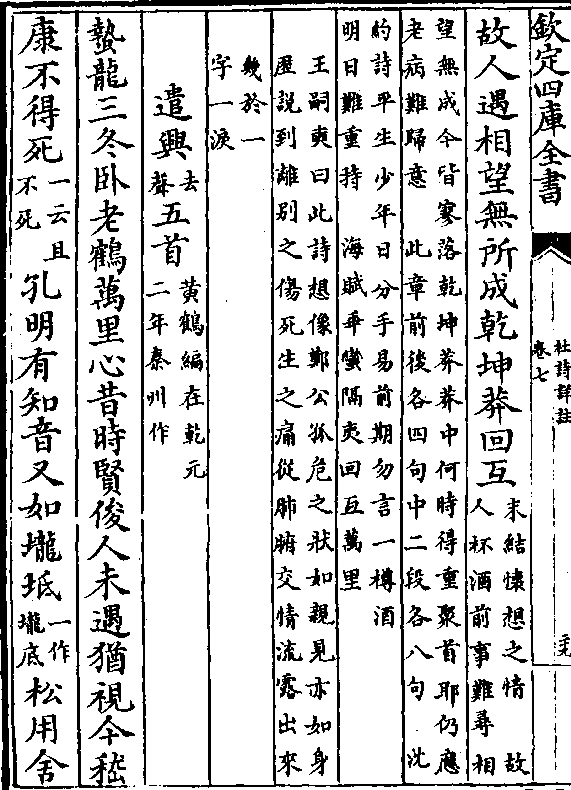 欽定四庫全書
杜詩詳註
卷七
故人遇相望無所成乾坤莽回互
末結懷想之情　故
人杯酒前事難尋相
望無成今皆寥落乾坤莽莽中何時得重聚首耶仍應
老病難歸意　此章前後各四句中二段各八句　沈
約詩平生少年日分手易前期勿言一樽酒
明日難重持　海賦乖蠻隔夷回互萬里
王嗣奭曰此詩想像鄭公孤危之狀如親見亦如身
歷説到離别之傷死生之痛從肺腑交情流露出來
幾於一
字一淚
遣興去聲五首
黄鶴編在乾元
二年秦州作
蟄龍三冬卧老鶴萬里心昔時賢俊人未遇猶視今嵇
康不得死一云且不死孔明有知音又如壠坻一作壠底松用舍